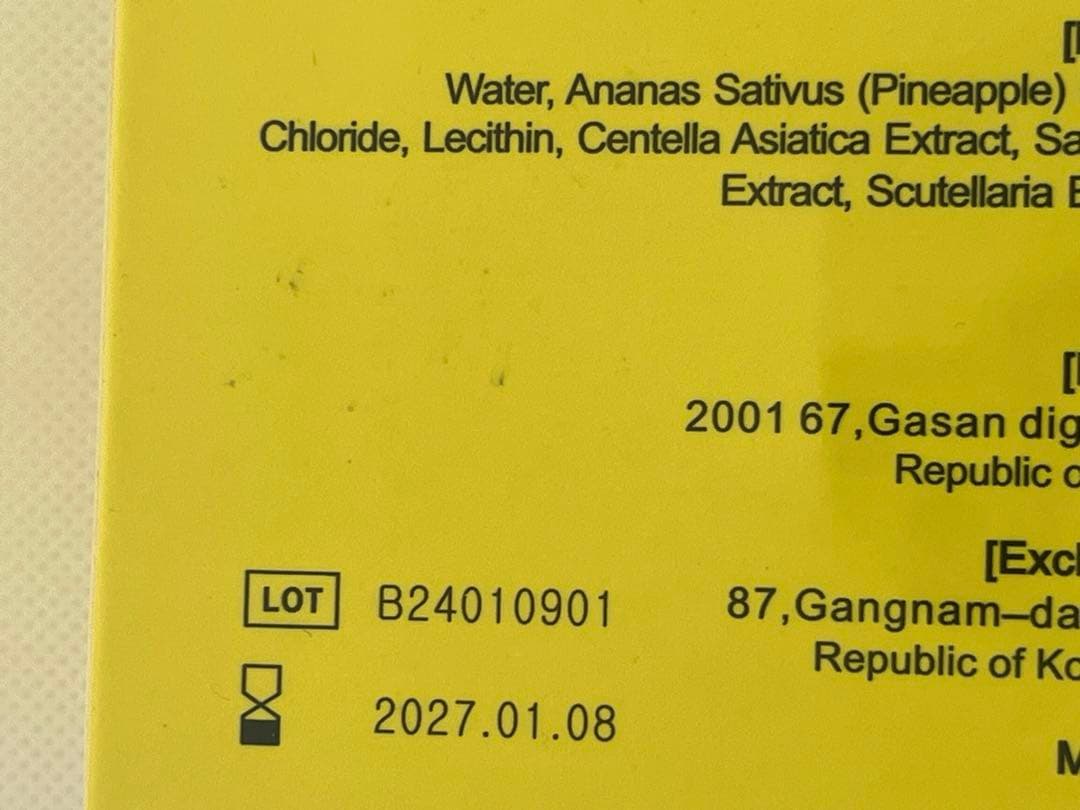 Water, Ananas Sativus (Pineapple)
Chloride, Lecithin, Centella Asiatica Extract,
Extract, Scutellaria
2001 67,Gasan
Republic
87,Gangnam–
Republic of
LOT B24010901
2027.01.08